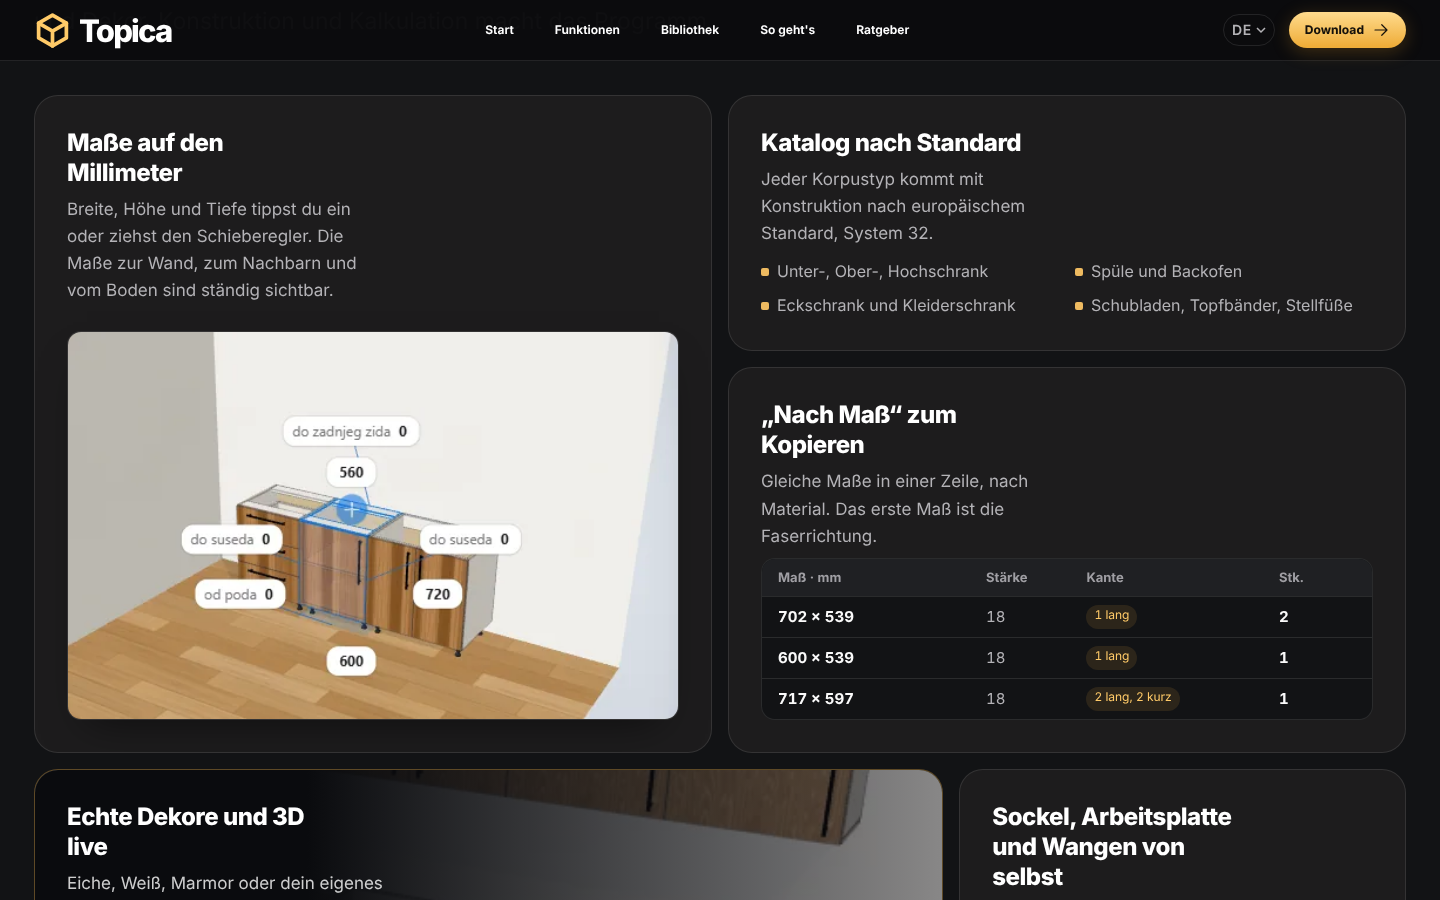 Topica
Start
Funktionen
Bibliothek
So geht's
Ratgeber
DE
Download
Maße auf den
Millimeter
Breite, Höhe und Tiefe tippst du ein
oder ziehst den Schieberegler. Die
Maße zur Wand, zum Nachbarn und
vom Boden sind ständig sichtbar.
do zadnjeg zida 0
560
do suseda 0
do suseda 0
od poda 0
720
600
Katalog nach Standard
Jeder Korpustyp kommt mit
Konstruktion nach europäischem
Standard, System 32.
Unter-, Ober-, Hochschrank
Spüle und Backofen
Eckschrank und Kleiderschrank
Schubladen, Topfbänder, Stellfüße
„Nach Maß“ zum
Kopieren
Gleiche Maße in einer Zeile, nach
Material. Das erste Maß ist die
Faserrichtung.
Maß · mm Stärke Kante Stk.
702 × 539 18 1 lang 2
600 × 539 18 1 lang 1
717 × 597 18 2 lang, 2 kurz 1
Echte Dekore und 3D
live
Eiche, Weiß, Marmor oder dein eigenes
Sockel, Arbeitsplatte
und Wangen von
selbst